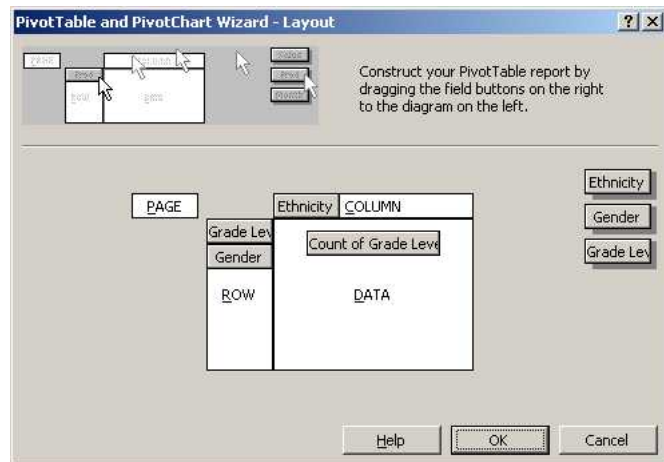 PivotTable and PivotChart Wizard - Layout
Construct your PivotTable report by
dragging the field buttons on the right
to the diagram on the left.
PAGE
Ethnicity COLUMN
Grade Lev
Gender
Count of Grade Leve
ROW
DATA
Ethnicity
Gender
Grade Lev
Help
OK
Cancel